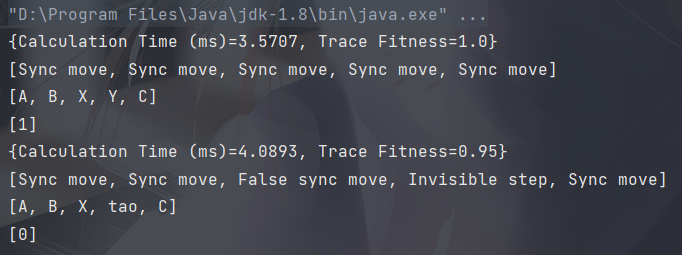 "D:\Program Files\Java\jdk-1.8\bin\java.exe" ...
{Calculation Time (ms)=3.5707, Trace Fitness=1.0}
[Sync move, Sync move, Sync move, Sync move, Sync move]
[A, B, X, Y, C]
[1]
{Calculation Time (ms)=4.0893, Trace Fitness=0.95}
[Sync move, Sync move, False sync move, Invisible step, Sync move]
[A, B, X, tao, C]
[0]